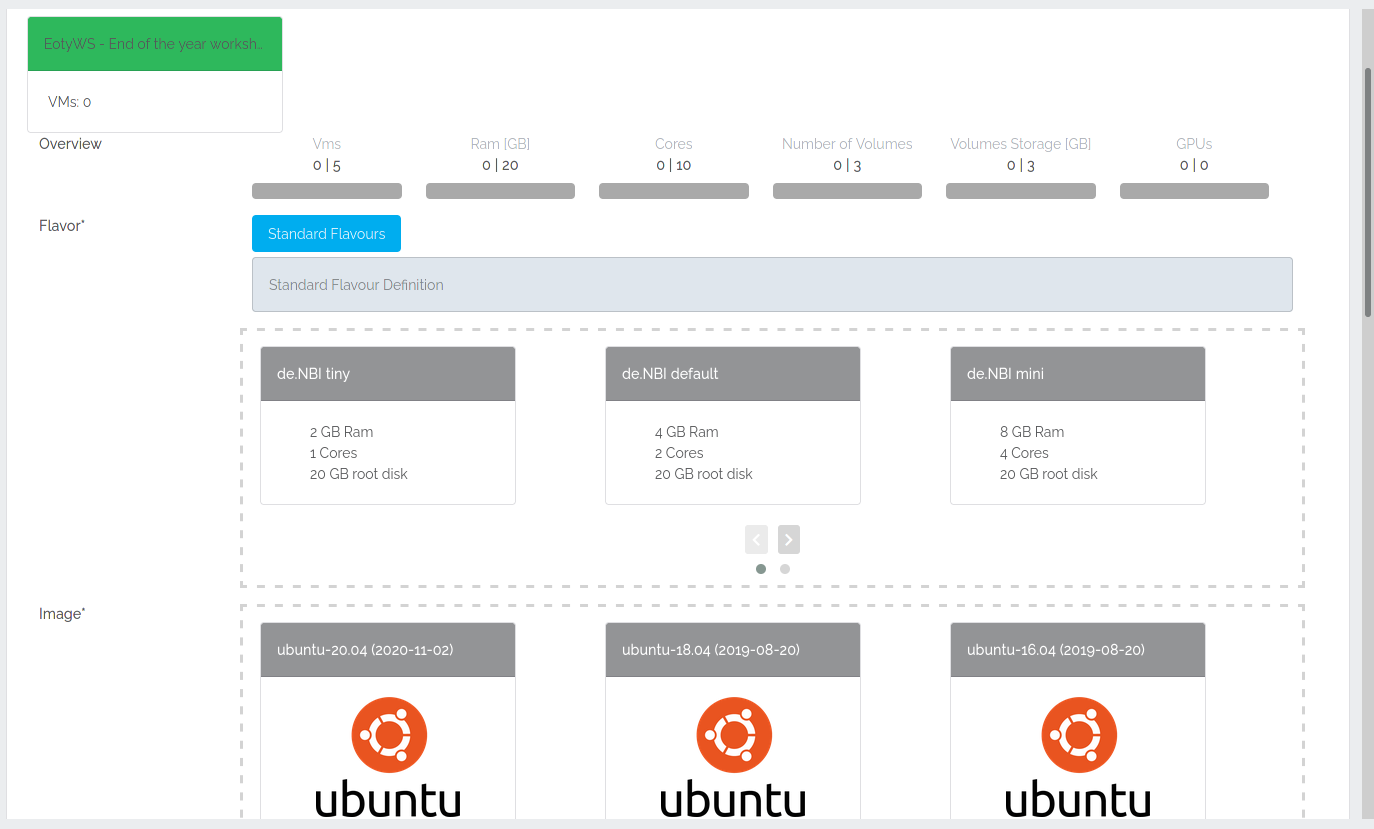 EotyWS - End of the year worksh...
VMs: 0
Overview
Vms
0 | 5
Ram [GB]
0 | 20
Cores
0 | 10
Number of Volumes
0 | 3
Volumes Storage [GB]
0 | 3
GPUs
0 | 0
Flavor*
Standard Flavours
Standard Flavour Definition
de.NBI tiny
2 GB Ram
1 Cores
20 GB root disk
de.NBI default
4 GB Ram
2 Cores
20 GB root disk
de.NBI mini
8 GB Ram
4 Cores
20 GB root disk
Image*
ubuntu-20.04 (2020-11-02)
ubuntu
ubuntu-18.04 (2019-08-20)
ubuntu
ubuntu-16.04 (2019-08-20)
ubuntu